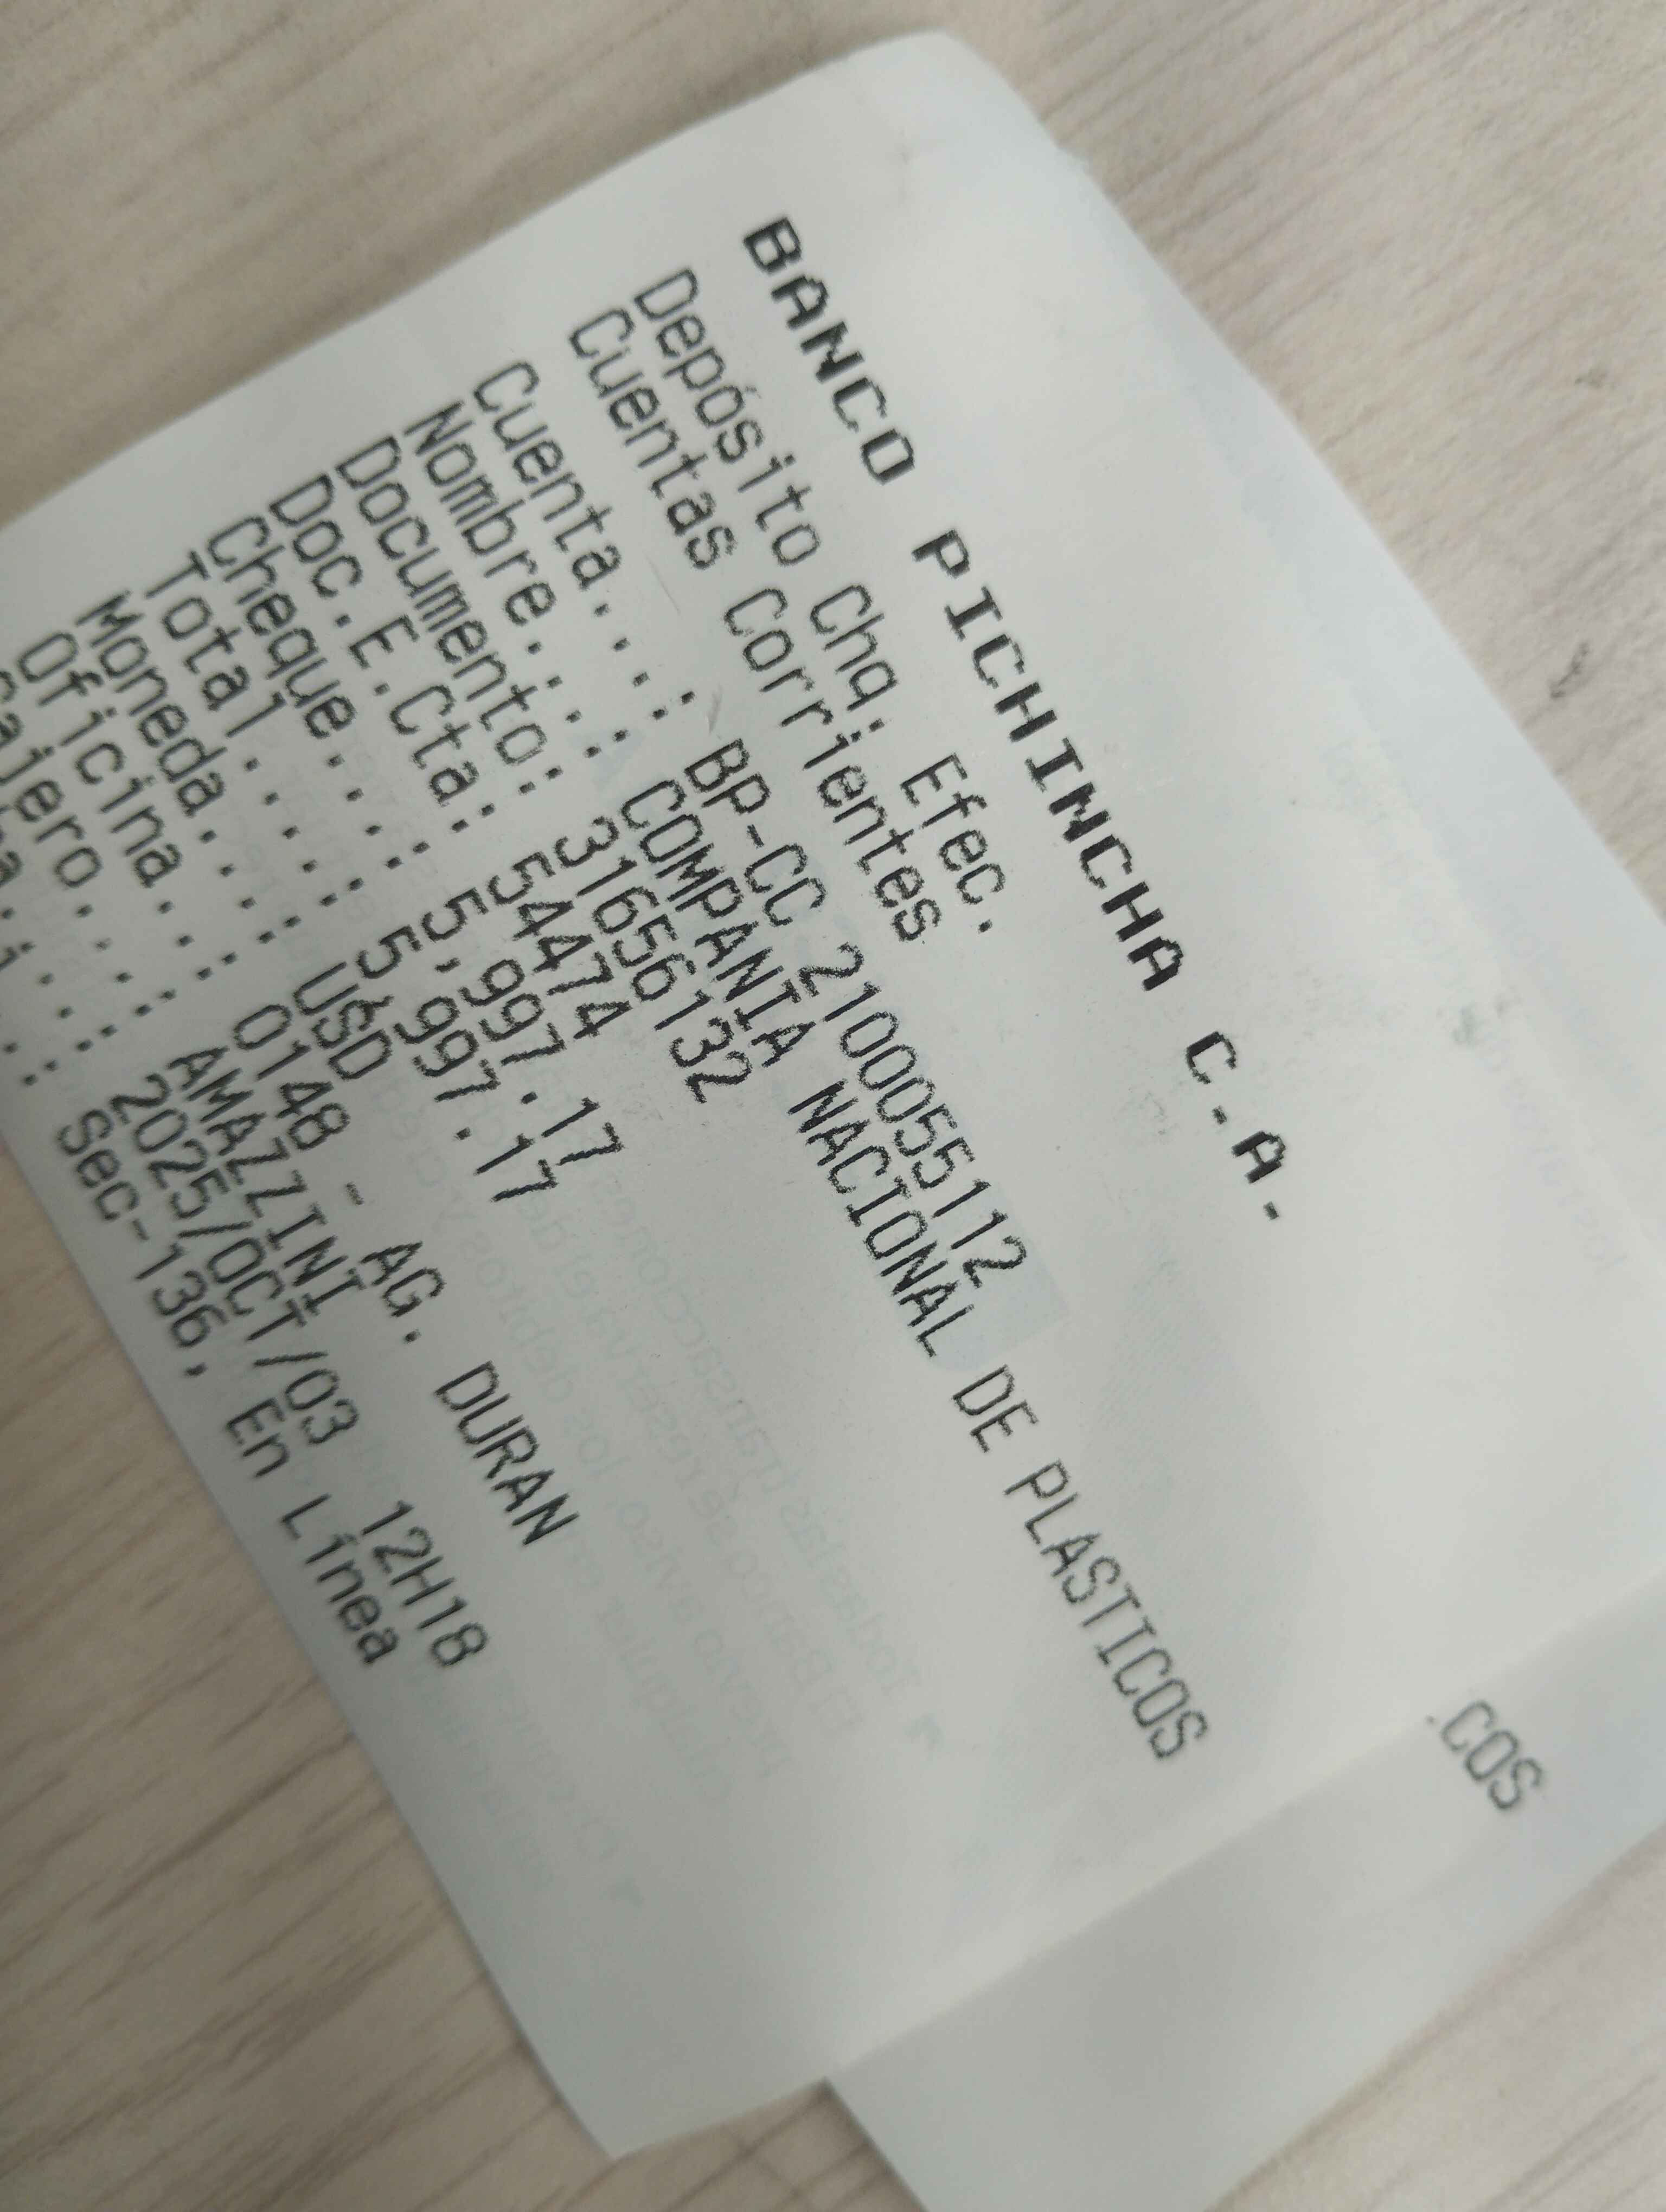 BANCO PICHINCHA C.A.
Depósito Chq. Efec.
Cuentas Corrientes
Cuenta...: BP-CC 2100055112
Nombre...: COMPANIA NACIONAL DE PLASTICOS
Documento: 31656132
Doc.E.Cta: 54474
Cheque...: 5,997.17
Total....: 5,997.17
Moneda...: USD
Oficina..: 0148 - AG. DURAN
Cajero...: AMAZZINI
2025/OCT/03 12H18
Sec-136, En Línea
COS